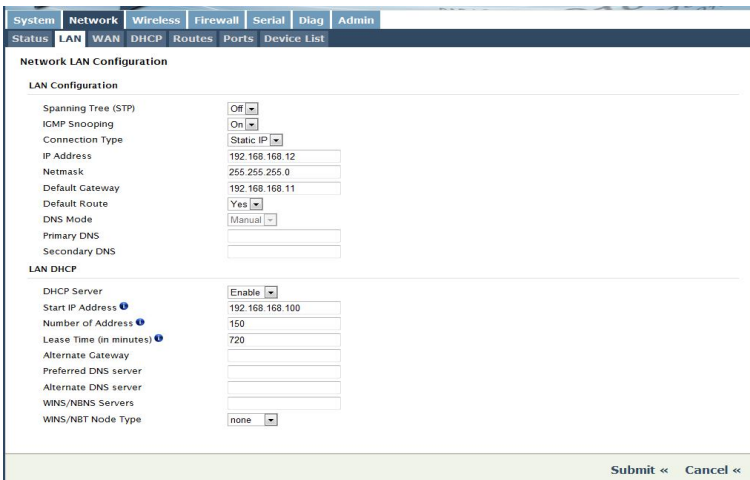 System Network Wireless Firewall Serial Diag Admin
Status LAN WAN DHCP Routes Ports Device List
Network LAN Configuration
LAN Configuration
Spanning Tree (STP) Off
IGMP Snooping On
Connection Type Static IP
IP Address 192.168.168.12
Netmask 255.255.255.0
Default Gateway 192.168.168.11
Default Route Yes
DNS Mode Manual
Primary DNS
Secondary DNS
LAN DHCP
DHCP Server Enable
Start IP Address 192.168.168.100
Number of Address 150
Lease Time (in minutes) 720
Alternate Gateway
Preferred DNS server
Alternate DNS server
WINS/NBNS Servers
WINS/NBT Node Type none
Submit « Cancel «